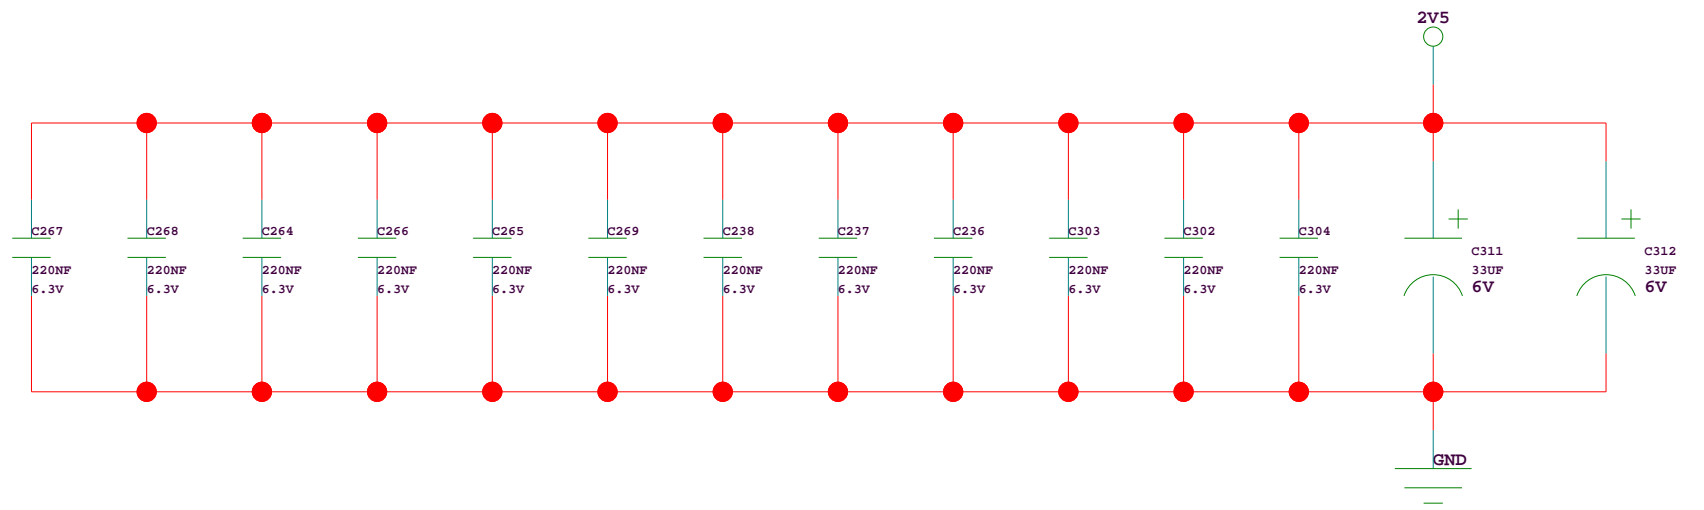 2V5
C267 C268 C264 C266 C265 C269 C238 C237 C236 C303 C302 C304
C311 C312
220NF 220NF 220NF 220NF 220NF 220NF 220NF 220NF 220NF 220NF 220NF 220NF 33UF 33UF
6.3V 6.3V 6.3V 6.3V 6.3V 6.3V 6.3V 6.3V 6.3V 6.3V 6.3V 6.3V 6V 6V
GND